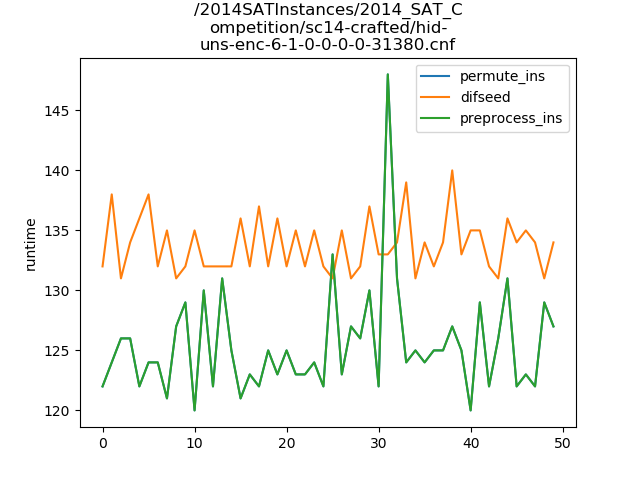 /2014SATInstances/2014_SAT_C
ompetition/sc14-crafted/hid-
uns-enc-6-1-0-0-0-0-31380.cnf
permute_ins
difseed
preprocess_ins
145
140
135
130
125
120
runtime
0 10 20 30 40 50